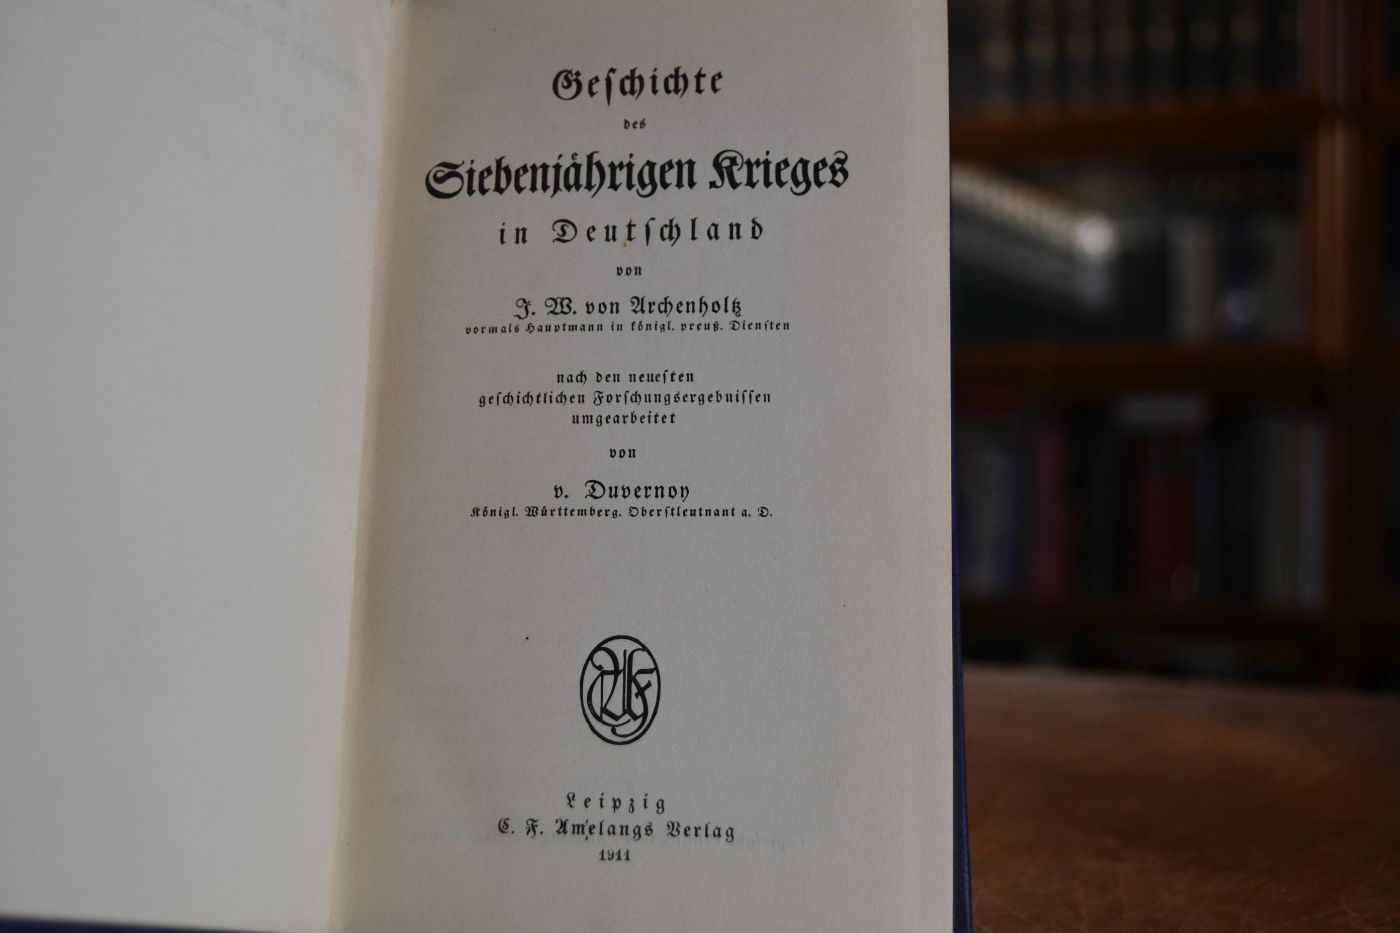 Geſchichte
des
Siebenjährigen Krieges
in Deutſchland
von
J. W. von Archenholtz
vormals Hauptmann in königl. preuß. Dienſten
nach den neueſten
geſchichtlichen Forſchungsergebniſſen
umgearbeitet
von
v. Duvernoy
Königl. Württemberg. Oberſtleutnant a. D.
Leipzig
C. F. Amelangs Verlag
1911